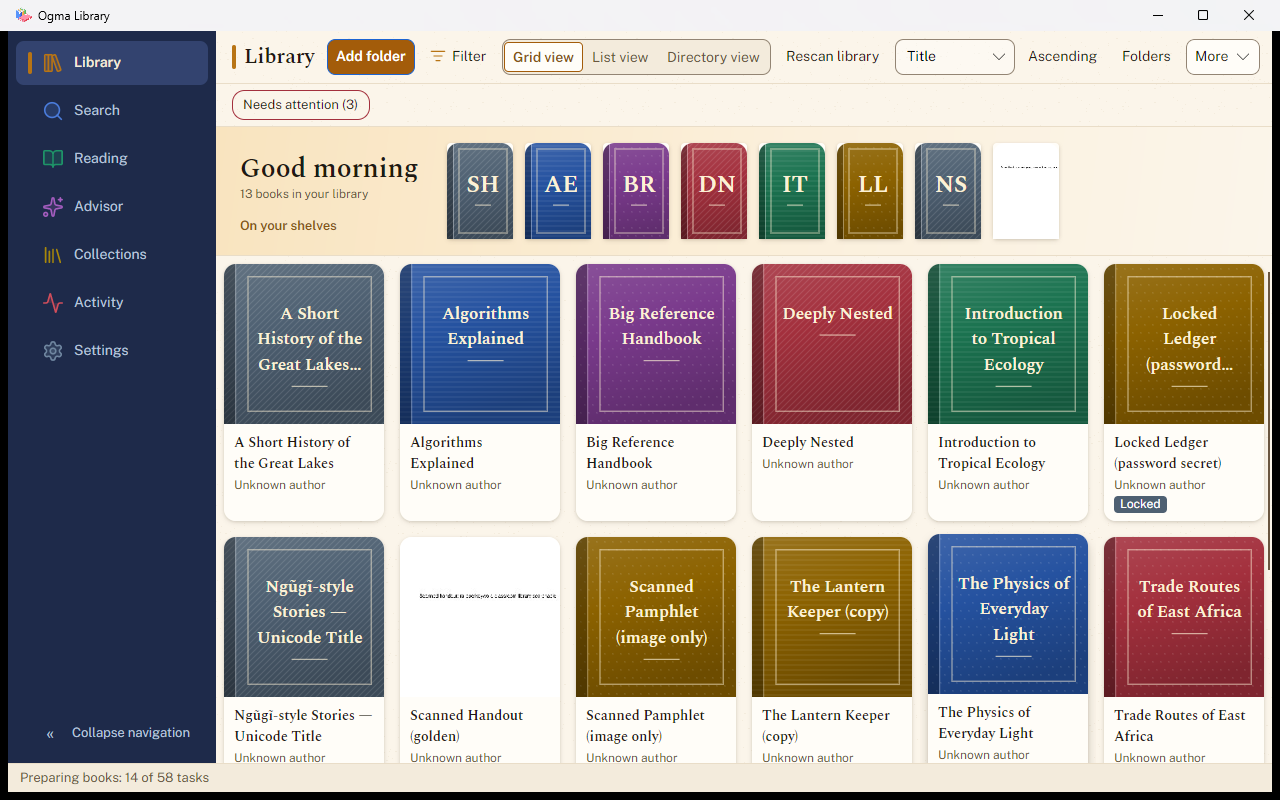 Ogma Library
Library
Search
Reading
Advisor
Collections
Activity
Settings
« Collapse navigation
Library
Add folder
Filter
Grid view
List view
Directory view
Rescan library
Title
Ascending
Folders
More
Needs attention (3)
Good morning
13 books in your library
On your shelves
SH
AE
BR
DN
IT
LL
NS
A Short
History of the
Great Lakes...
A Short History of
the Great Lakes
Unknown author
Algorithms
Explained
Algorithms
Explained
Unknown author
Big Reference
Handbook
Big Reference
Handbook
Unknown author
Deeply Nested
Deeply Nested
Unknown author
Introduction
to Tropical
Ecology
Introduction to
Tropical Ecology
Unknown author
Locked
Ledger
(password...
Locked Ledger
(password secret)
Unknown author
Locked
Ngũgĩ-style
Stories —
Unicode Title
Ngũgĩ-style Stories —
Unicode Title
Unknown author
Scanned Handout
(golden)
Unknown author
Scanned
Pamphlet
(image only)
Scanned Pamphlet
(image only)
Unknown author
The Lantern
Keeper (copy)
The Lantern Keeper
(copy)
Unknown author
The Physics of
Everyday
Light
The Physics of
Everyday Light
Unknown author
Trade Routes
of East Africa
Trade Routes of East
Africa
Unknown author
Preparing books: 14 of 58 tasks